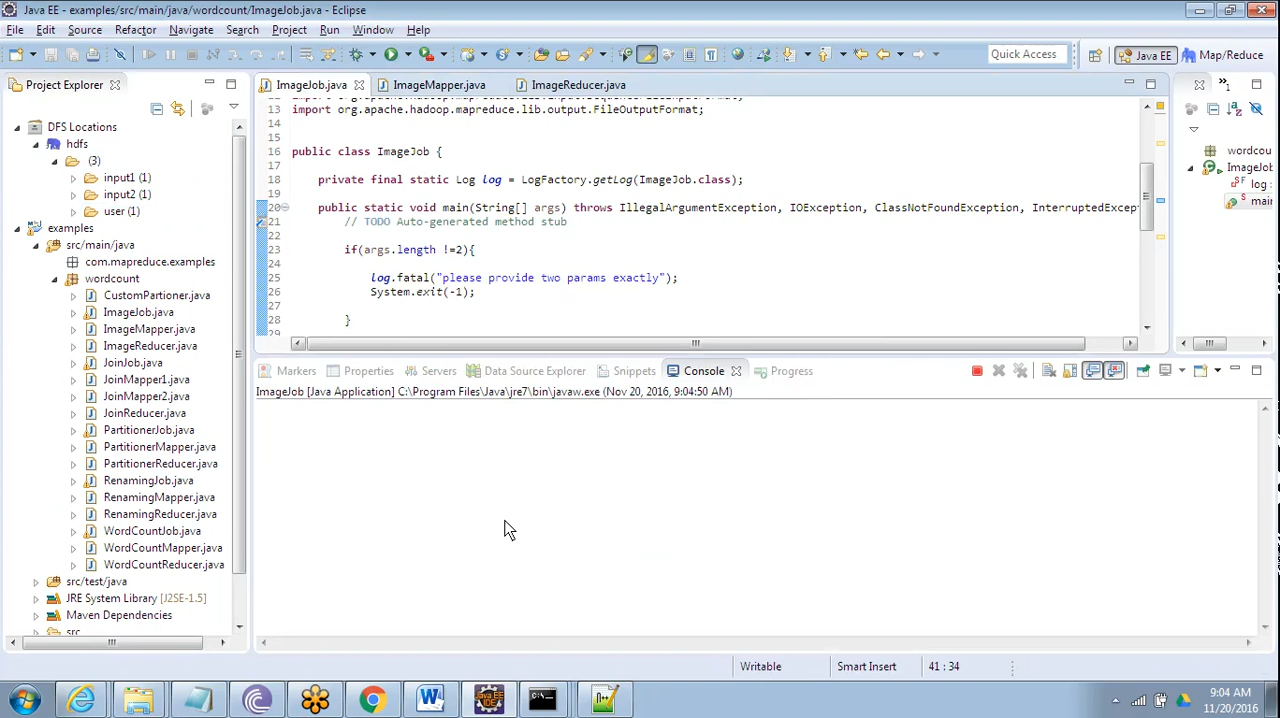 Java EE - examples/src/main/java/wordcount/ImageJob.java - Eclipse
File Edit Source Refactor Navigate Search Project Run Window Help
Quick Access
Java EE
Map/Reduce
Project Explorer
ImageJob.java
ImageMapper.java
ImageReducer.java
DFS Locations
hdfs
(3)
input1 (1)
input2 (1)
user (1)
examples
src/main/java
com.mapreduce.examples
wordcount
CustomPartioner.java
ImageJob.java
ImageMapper.java
ImageReducer.java
JoinJob.java
JoinMapper1.java
JoinMapper2.java
JoinReducer.java
PartitionerJob.java
PartitionerMapper.java
PartitionerReducer.java
RenamingJob.java
RenamingMapper.java
RenamingReducer.java
WordCountJob.java
WordCountMapper.java
WordCountReducer.java
src/test/java
JRE System Library [J2SE-1.5]
Maven Dependencies
src
13 import org.apache.hadoop.mapreduce.lib.output.FileOutputFormat;
14
15
16 public class ImageJob {
17
18 private final static Log log = LogFactory.getLog(ImageJob.class);
19
20 public static void main(String[] args) throws IllegalArgumentException, IOException, ClassNotFoundException, InterruptedExcept
21 // TODO Auto-generated method stub
22
23 if(args.length !=2){
24
25 log.fatal("please provide two params exactly");
26 System.exit(-1);
27
28 }
29
wordcou
ImageJob
log :
main
Markers Properties Servers Data Source Explorer Snippets Console Progress
ImageJob [Java Application] C:\Program Files\Java\jre7\bin\javaw.exe (Nov 20, 2016, 9:04:50 AM)
Writable Smart Insert 41 : 34
9:04 AM
11/20/2016